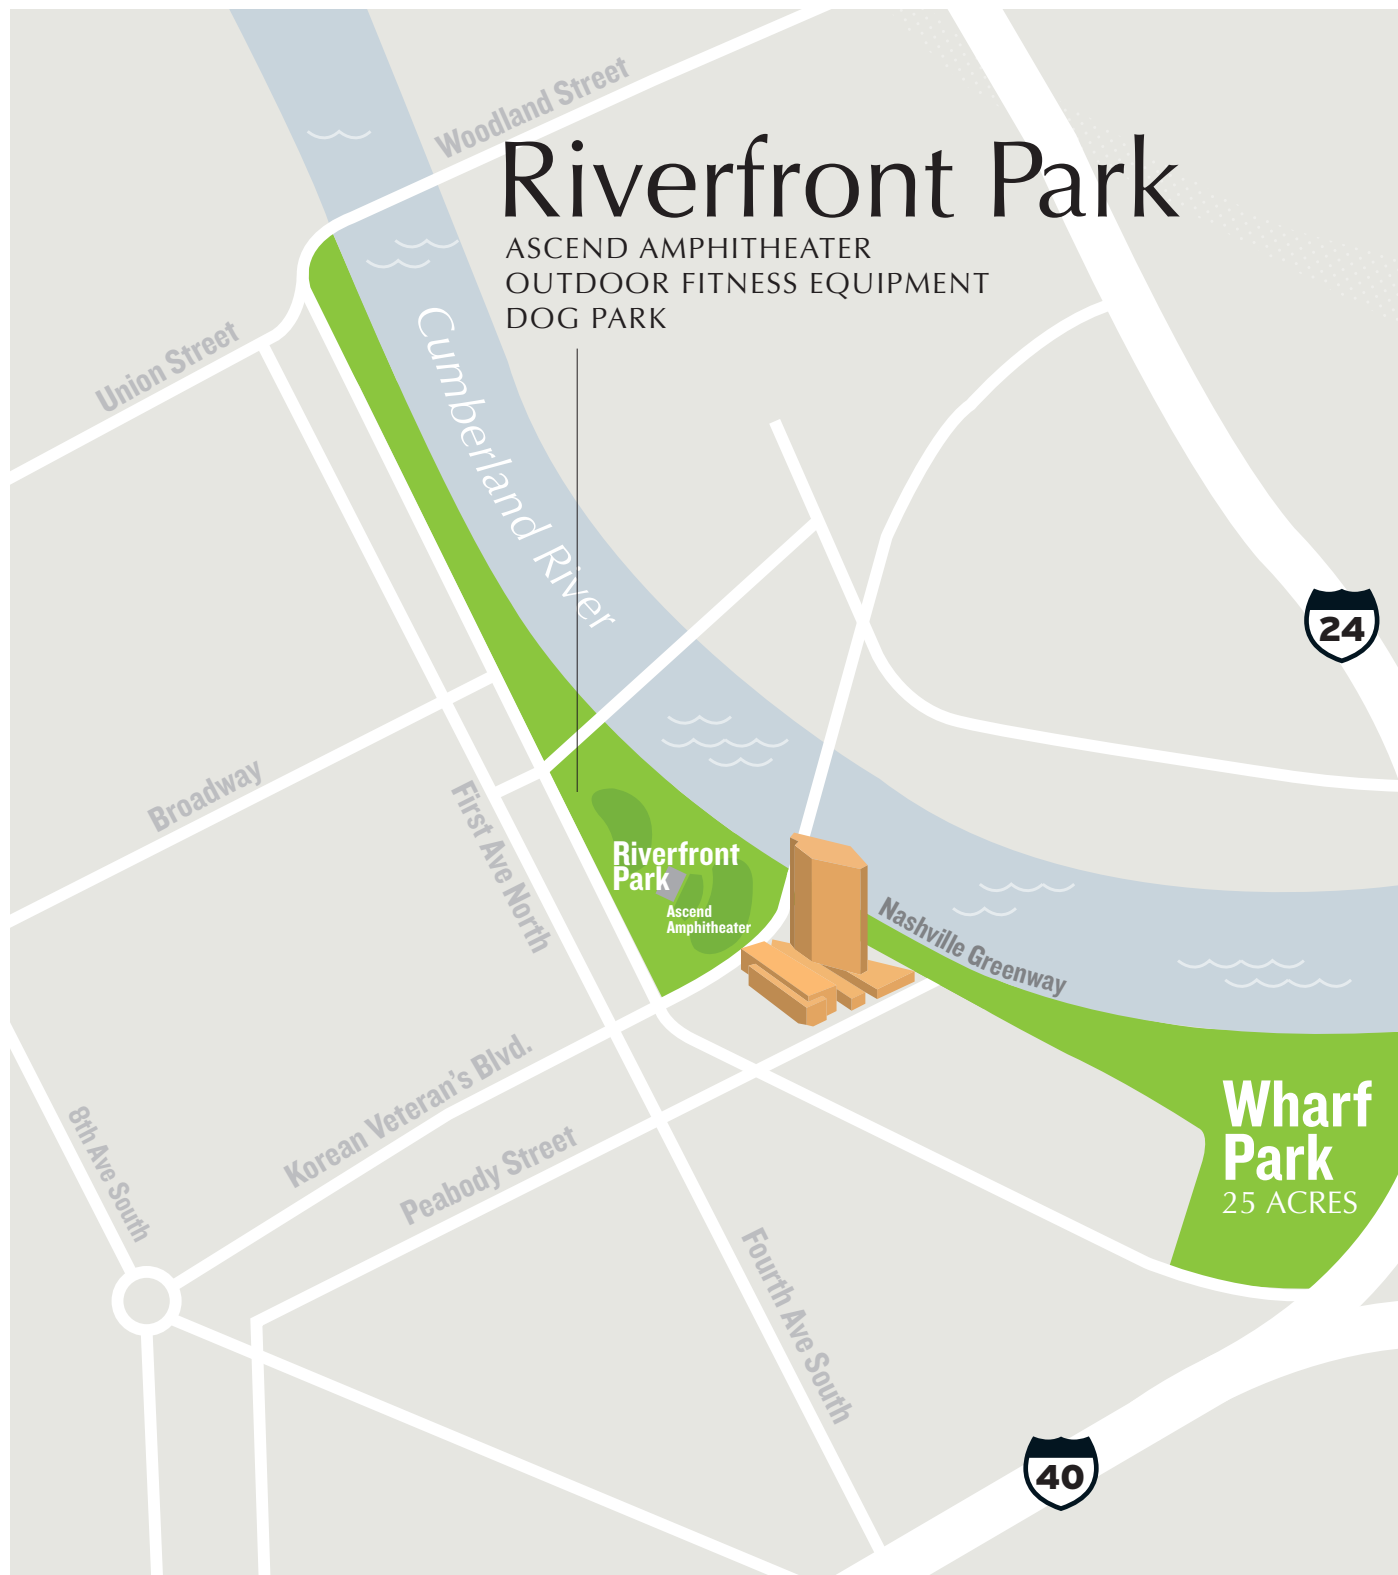 Woodland Street
Riverfront Park
ASCEND AMPHITHEATER
OUTDOOR FITNESS EQUIPMENT
DOG PARK
Union Street
Cumberland River
24
Broadway
First Ave North
Riverfront
Park
Ascend
Amphitheater
Nashville Greenway
Korean Veteran's Blvd.
Peabody Street
8th Ave South
Wharf
Park
25 ACRES
Fourth Ave South
40